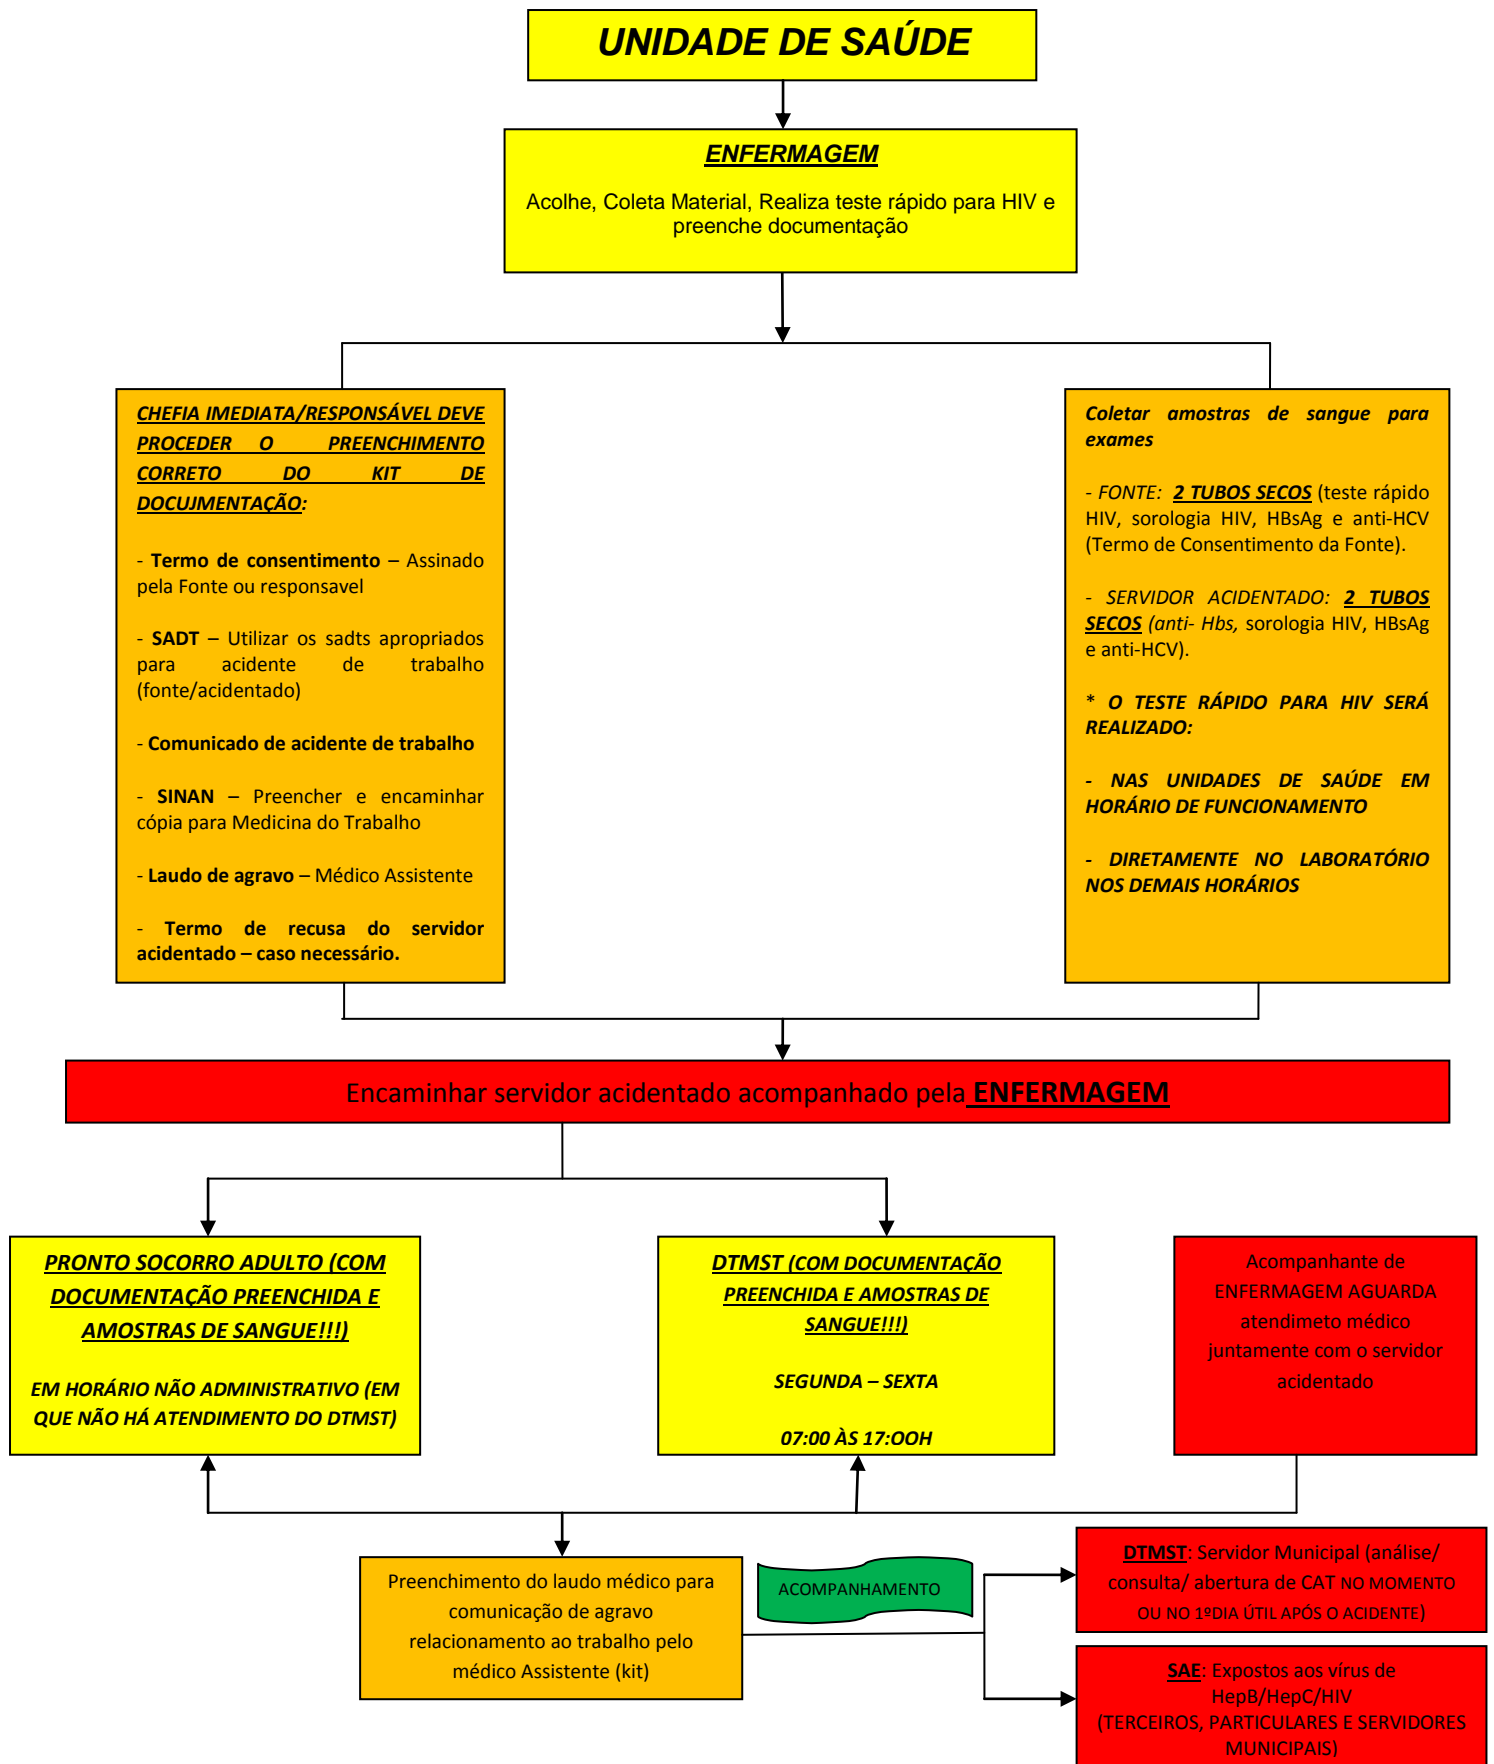 UNIDADE DE SAÚDE
ENFERMAGEM
Acolhe, Coleta Material, Realiza teste rápido para HIV e
preenche documentação
CHEFIA IMEDIATA/RESPONSÁVEL DEVE
PROCEDER O PREENCHIMENTO
CORRETO DO KIT DE
DOCUJMENTAÇÃO:
- Termo de consentimento – Assinado
pela Fonte ou responsavel
- SADT – Utilizar os sadts apropriados
para acidente de trabalho
(fonte/acidentado)
- Comunicado de acidente de trabalho
- SINAN – Preencher e encaminhar
cópia para Medicina do Trabalho
- Laudo de agravo – Médico Assistente
- Termo de recusa do servidor
acidentado – caso necessário.
Coletar amostras de sangue para
exames
- FONTE: 2 TUBOS SECOS (teste rápido
HIV, sorologia HIV, HBsAg e anti-HCV
(Termo de Consentimento da Fonte).
- SERVIDOR ACIDENTADO: 2 TUBOS
SECOS (anti- Hbs, sorologia HIV, HBsAg
e anti-HCV).
* O TESTE RÁPIDO PARA HIV SERÁ
REALIZADO:
- NAS UNIDADES DE SAÚDE EM
HORÁRIO DE FUNCIONAMENTO
- DIRETAMENTE NO LABORATÓRIO
NOS DEMAIS HORÁRIOS
Encaminhar servidor acidentado acompanhado pela ENFERMAGEM
PRONTO SOCORRO ADULTO (COM
DOCUMENTAÇÃO PREENCHIDA E
AMOSTRAS DE SANGUE!!!)
EM HORÁRIO NÃO ADMINISTRATIVO (EM
QUE NÃO HÁ ATENDIMENTO DO DTMST)
DTMST (COM DOCUMENTAÇÃO
PREENCHIDA E AMOSTRAS DE
SANGUE!!!)
SEGUNDA – SEXTA
07:00 ÀS 17:OOH
Acompanhante de
ENFERMAGEM AGUARDA
atendimeto médico
juntamente com o servidor
acidentado
Preenchimento do laudo médico para
comunicação de agravo
relacionamento ao trabalho pelo
médico Assistente (kit)
ACOMPANHAMENTO
DTMST: Servidor Municipal (análise/
consulta/ abertura de CAT NO MOMENTO
OU NO 1ºDIA ÚTIL APÓS O ACIDENTE)
SAE: Expostos aos vírus de
HepB/HepC/HIV
(TERCEIROS, PARTICULARES E SERVIDORES
MUNICIPAIS)